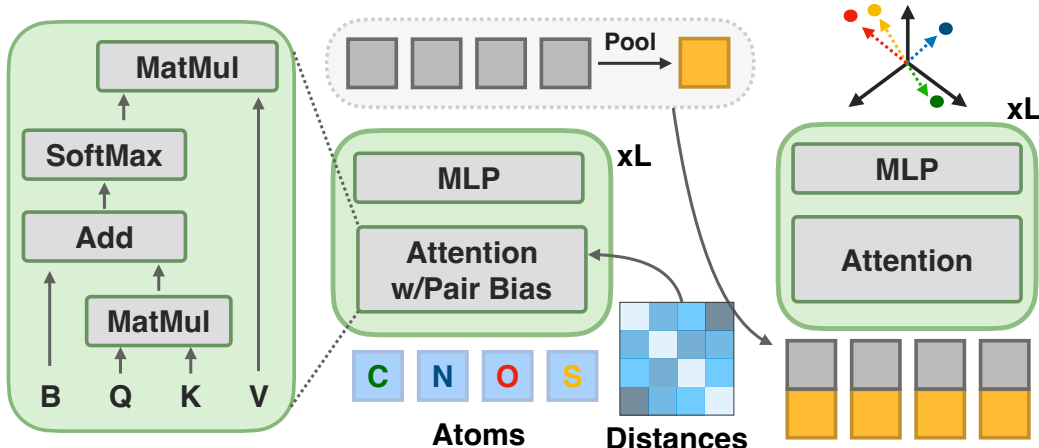 MatMul
SoftMax
Add
MatMul
B Q K V
Pool
xL
MLP
Attention
w/Pair Bias
C N O S
Atoms
Distances
xL
MLP
Attention